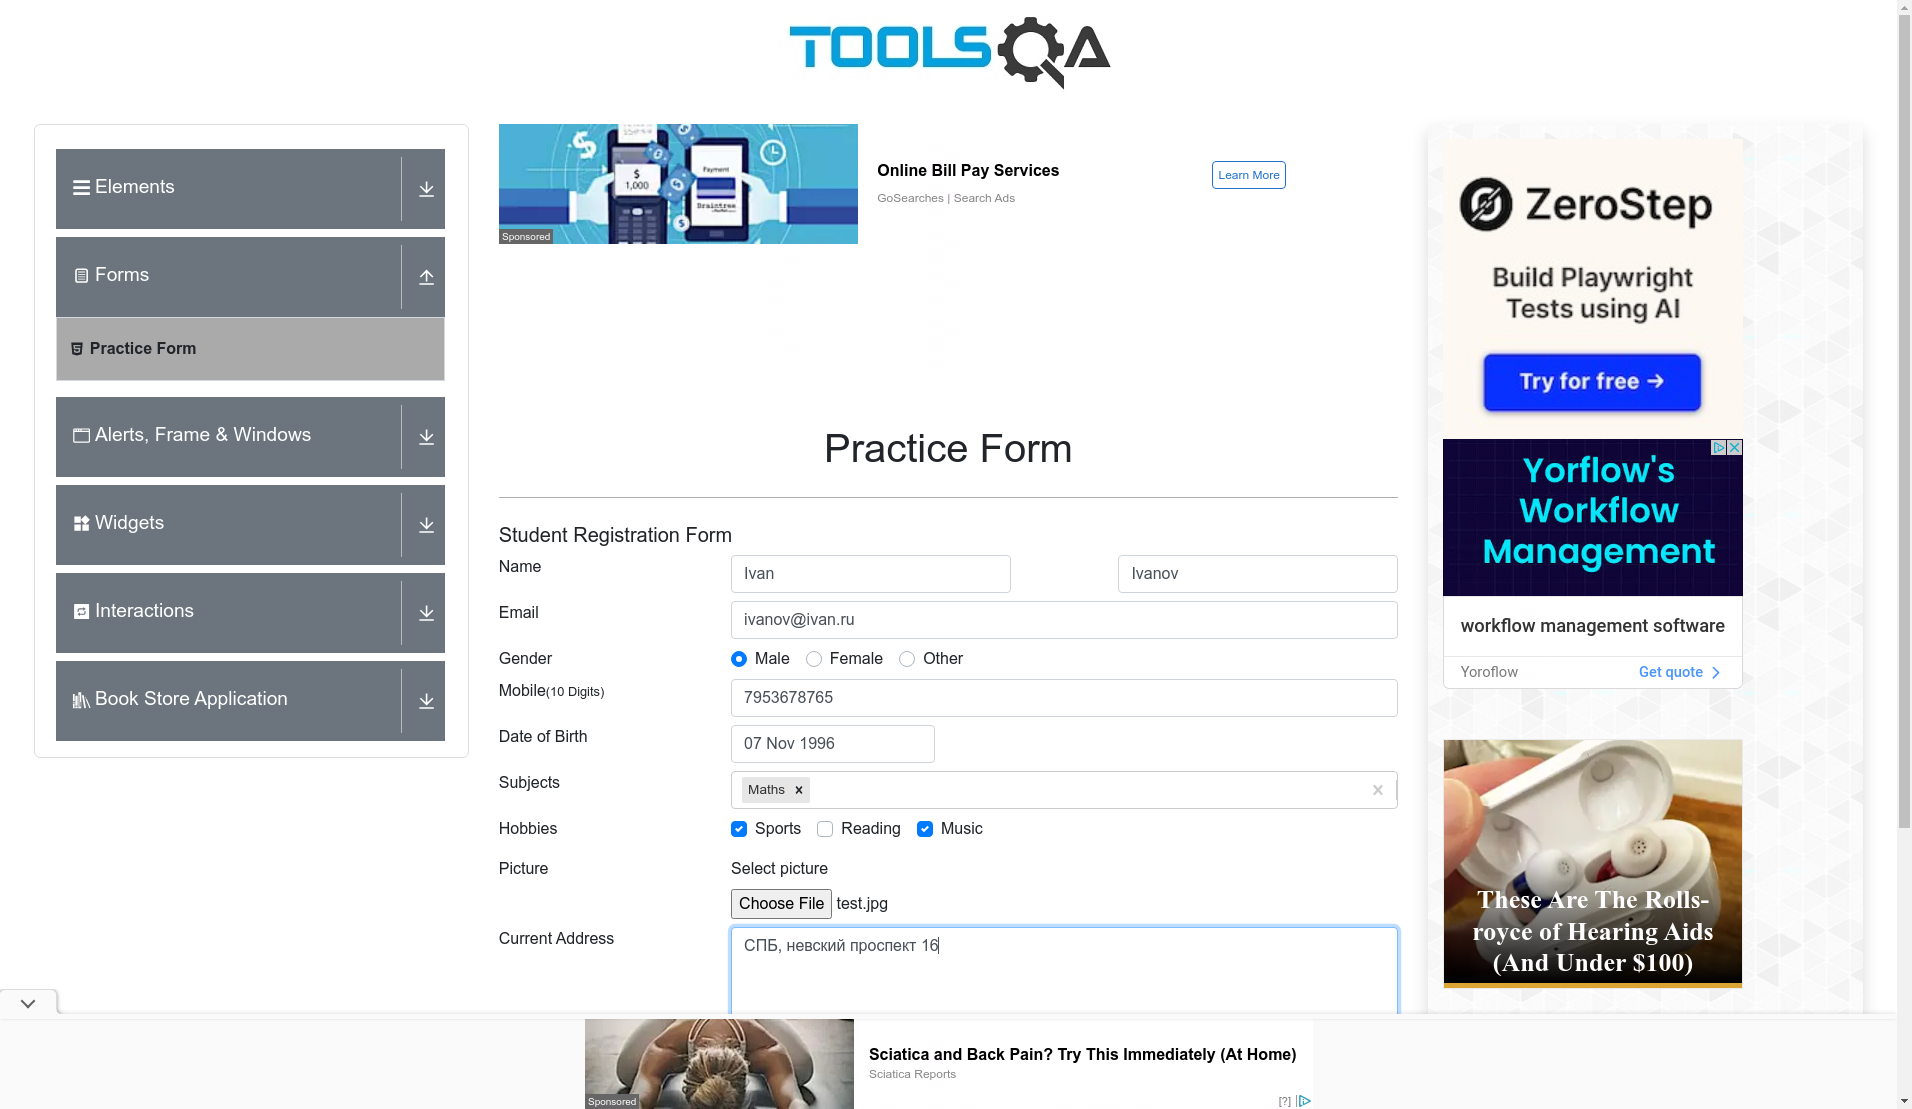 TOOLSQA
Elements
Forms
Practice Form
Alerts, Frame & Windows
Widgets
Interactions
Book Store Application
$
1,000
Payment
Braintree
Sponsored
Online Bill Pay Services
GoSearches | Search Ads
Learn More
Practice Form
Student Registration Form
Name
Ivan
Ivanov
Email
ivanov@ivan.ru
Gender
Male
Female
Other
Mobile(10 Digits)
7953678765
Date of Birth
07 Nov 1996
Subjects
Maths
Hobbies
Sports
Reading
Music
Picture
Select picture
Choose File test.jpg
Current Address
СПБ, невский проспект 16
ZeroStep
Build Playwright
Tests using AI
Try for free →
Yorflow's
Workflow
Management
workflow management software
Yoroflow
Get quote
These Are The Rolls-
royce of Hearing Aids
(And Under $100)
Sponsored
Sciatica and Back Pain? Try This Immediately (At Home)
Sciatica Reports
[?]